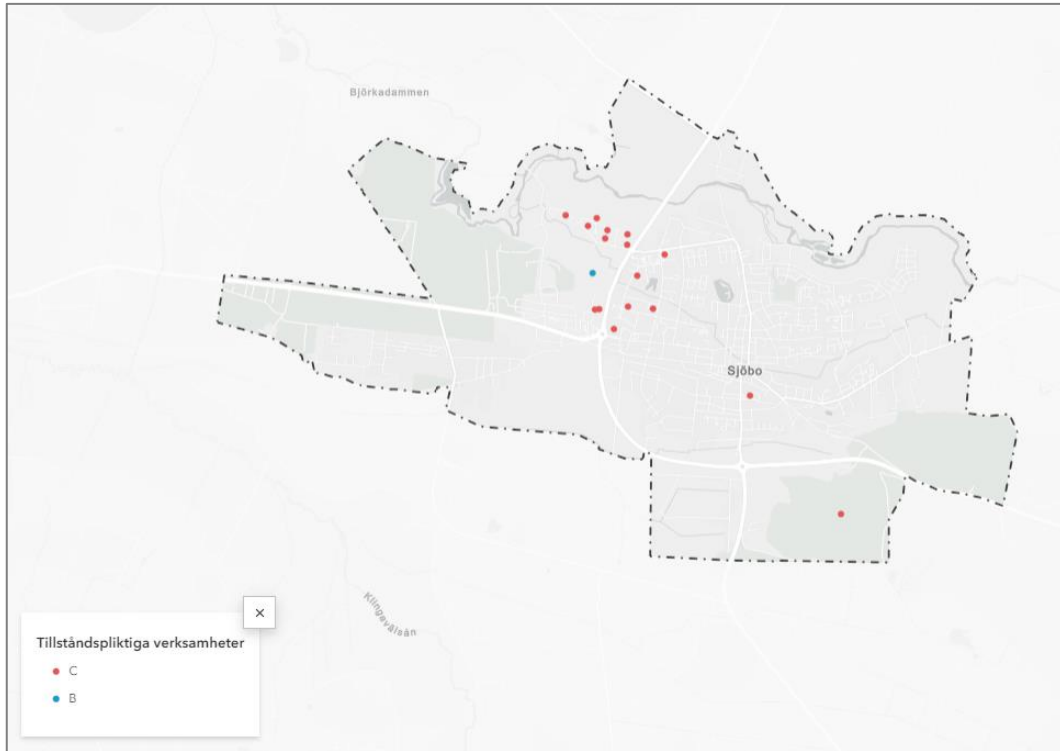 Björkadammen
Sjöbo
Klingavälsån
Tillståndspliktiga verksamheter
C
B